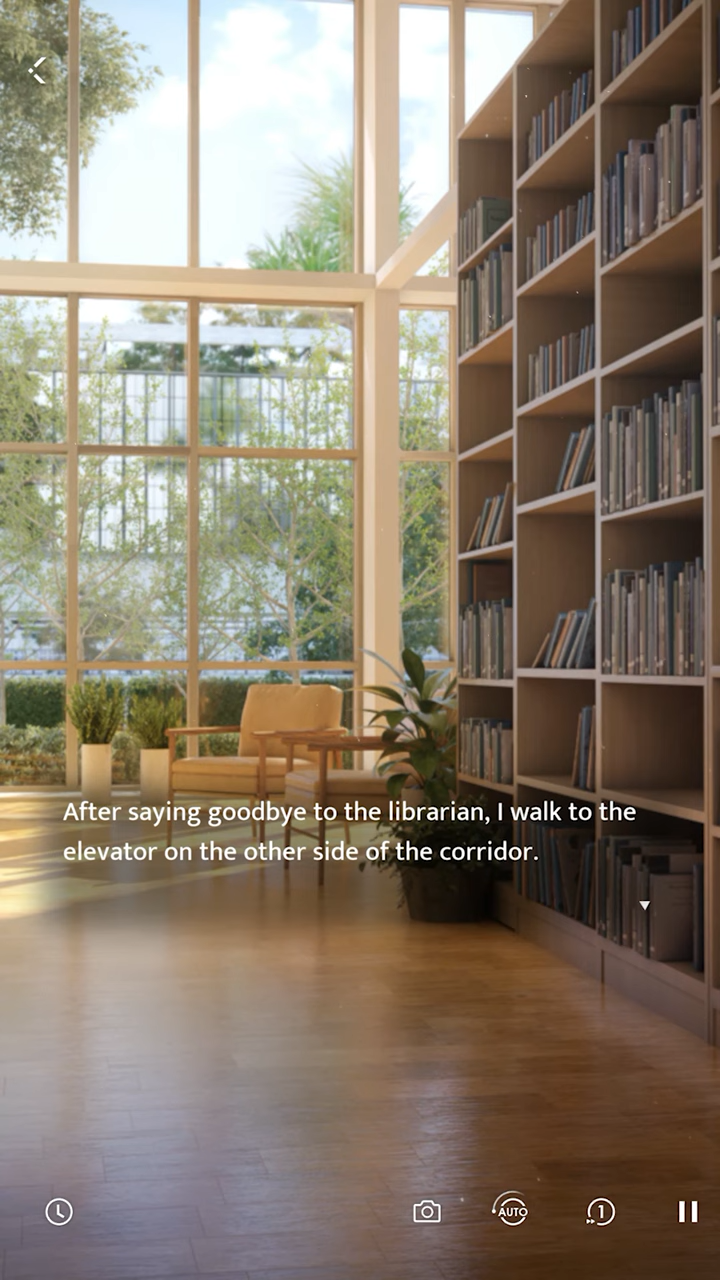 After saying goodbye to the librarian, I walk to the
elevator on the other side of the corridor.
AUTO
1